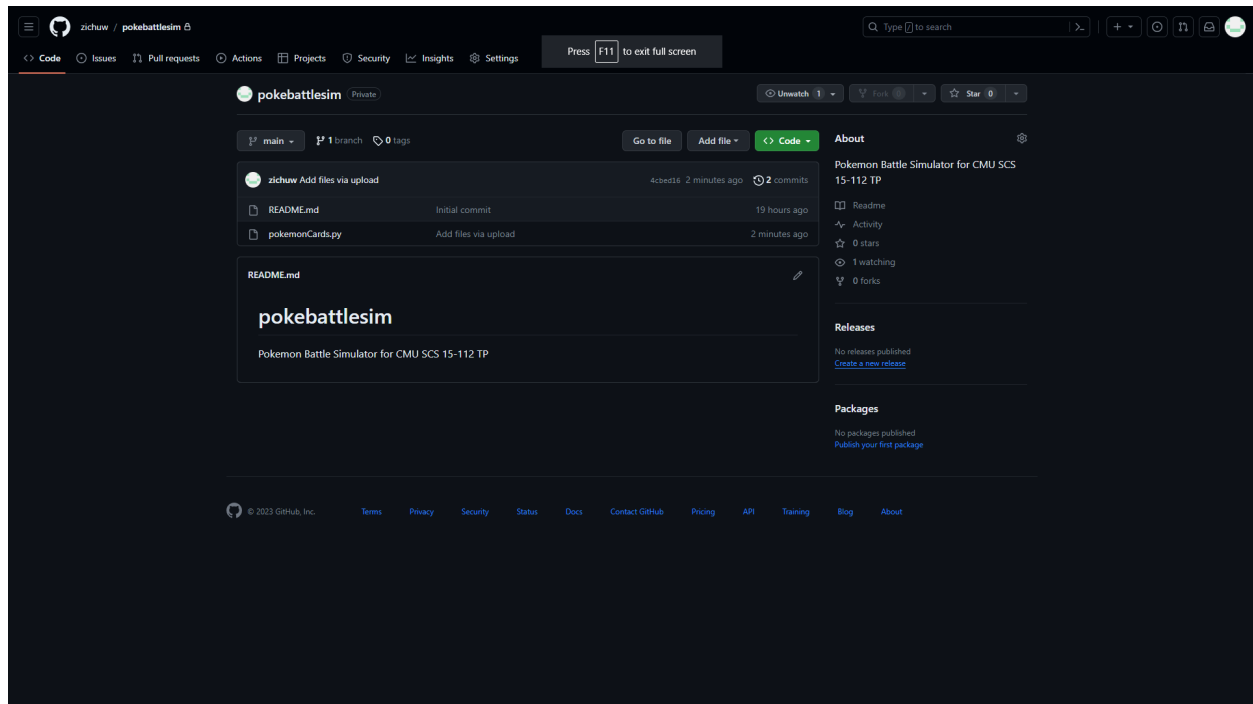 zichuw / pokebattlesim
Type / to search
Code Issues Pull requests Actions Projects Security Insights Settings
Press F11 to exit full screen
pokebattlesim Private
Unwatch 1 Fork 0 Star 0
main 1 branch 0 tags
Go to file Add file Code
zichuw Add files via upload 4cbed16 2 minutes ago 2 commits
README.md Initial commit 19 hours ago
pokemonCards.py Add files via upload 2 minutes ago
README.md
pokebattlesim
Pokemon Battle Simulator for CMU SCS 15-112 TP
About
Pokemon Battle Simulator for CMU SCS
15-112 TP
Readme
Activity
0 stars
1 watching
0 forks
Releases
No releases published
Create a new release
Packages
No packages published
Publish your first package
© 2023 GitHub, Inc. Terms Privacy Security Status Docs Contact GitHub Pricing API Training Blog About